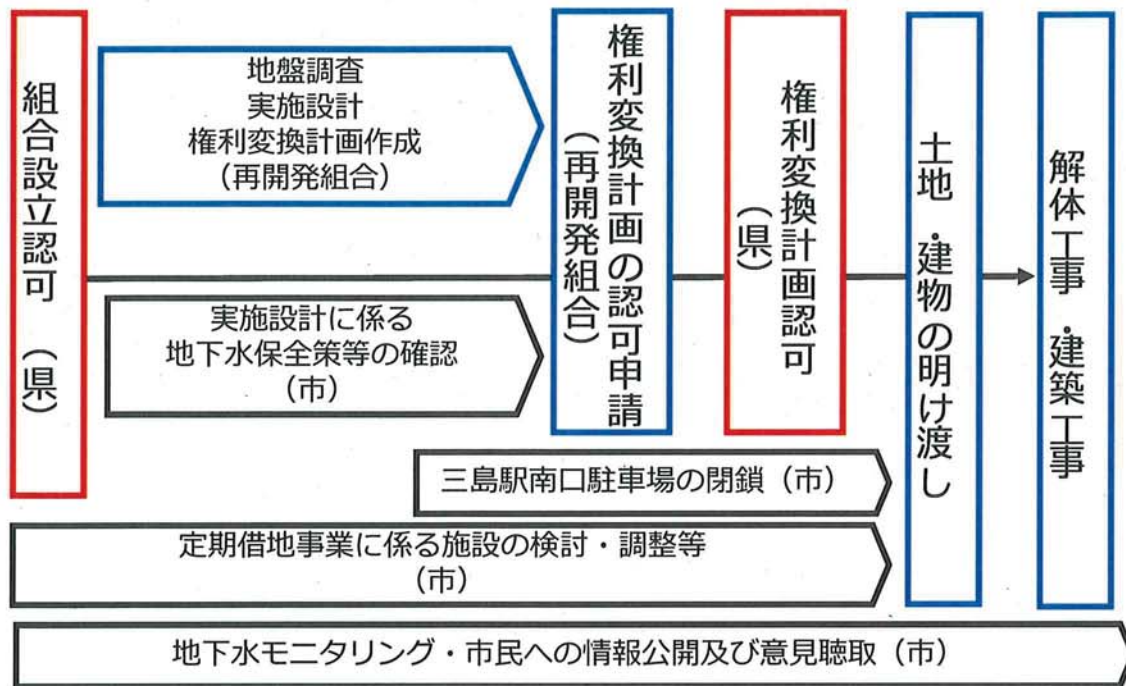 組合設立認可 (県)
地盤調査
実施設計
権利変換計画作成
(再開発組合)
実施設計に係る
地下水保全策等の確認
(市)
権利変換計画の認可申請
(再開発組合)
権利変換計画認可
(県)
土地・建物の明け渡し
解体工事・建築工事
三島駅南口駐車場の閉鎖 (市)
定期借地事業に係る施設の検討・調整等
(市)
地下水モニタリング・市民への情報公開及び意見聴取 (市)